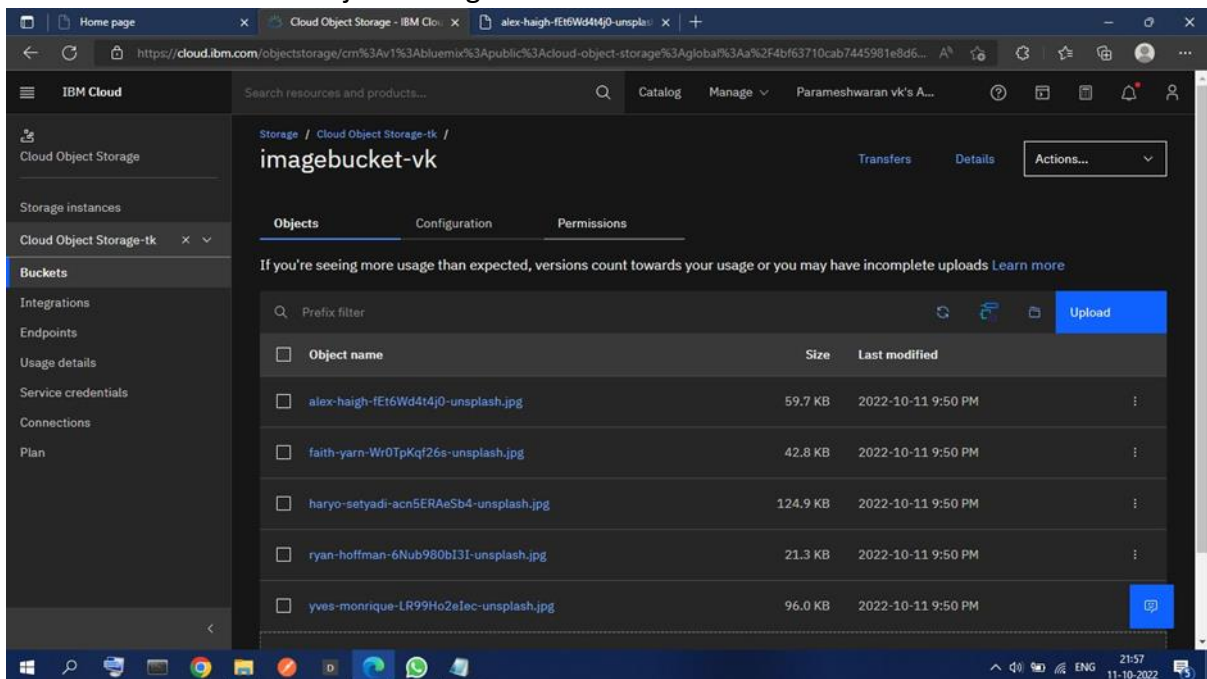 Home page
Cloud Object Storage - IBM Clou
alex-haigh-fEt6Wd4t4j0-unsplas
https://cloud.ibm.com/objectstorage/crn%3Av1%3Abluemix%3Apublic%3Acloud-object-storage%3Aglobal%3Aa%2F4bf63710cab7445981e8d6...
IBM Cloud
Search resources and products...
Catalog
Manage
Parameshwaran vk's A...
Cloud Object Storage
Storage instances
Cloud Object Storage-tk
Buckets
Integrations
Endpoints
Usage details
Service credentials
Connections
Plan
Storage / Cloud Object Storage-tk /
imagebucket-vk
Transfers
Details
Actions...
Objects
Configuration
Permissions
If you're seeing more usage than expected, versions count towards your usage or you may have incomplete uploads Learn more
Prefix filter
Upload
Object name Size Last modified
alex-haigh-fEt6Wd4t4j0-unsplash.jpg 59.7 KB 2022-10-11 9:50 PM
faith-yarn-Wr0TpKqf26s-unsplash.jpg 42.8 KB 2022-10-11 9:50 PM
haryo-setyadi-acn5ERAeSb4-unsplash.jpg 124.9 KB 2022-10-11 9:50 PM
ryan-hoffman-6Nub980bI3I-unsplash.jpg 21.3 KB 2022-10-11 9:50 PM
yves-monrique-LR99Ho2eIec-unsplash.jpg 96.0 KB 2022-10-11 9:50 PM
ENG
21:57
11-10-2022